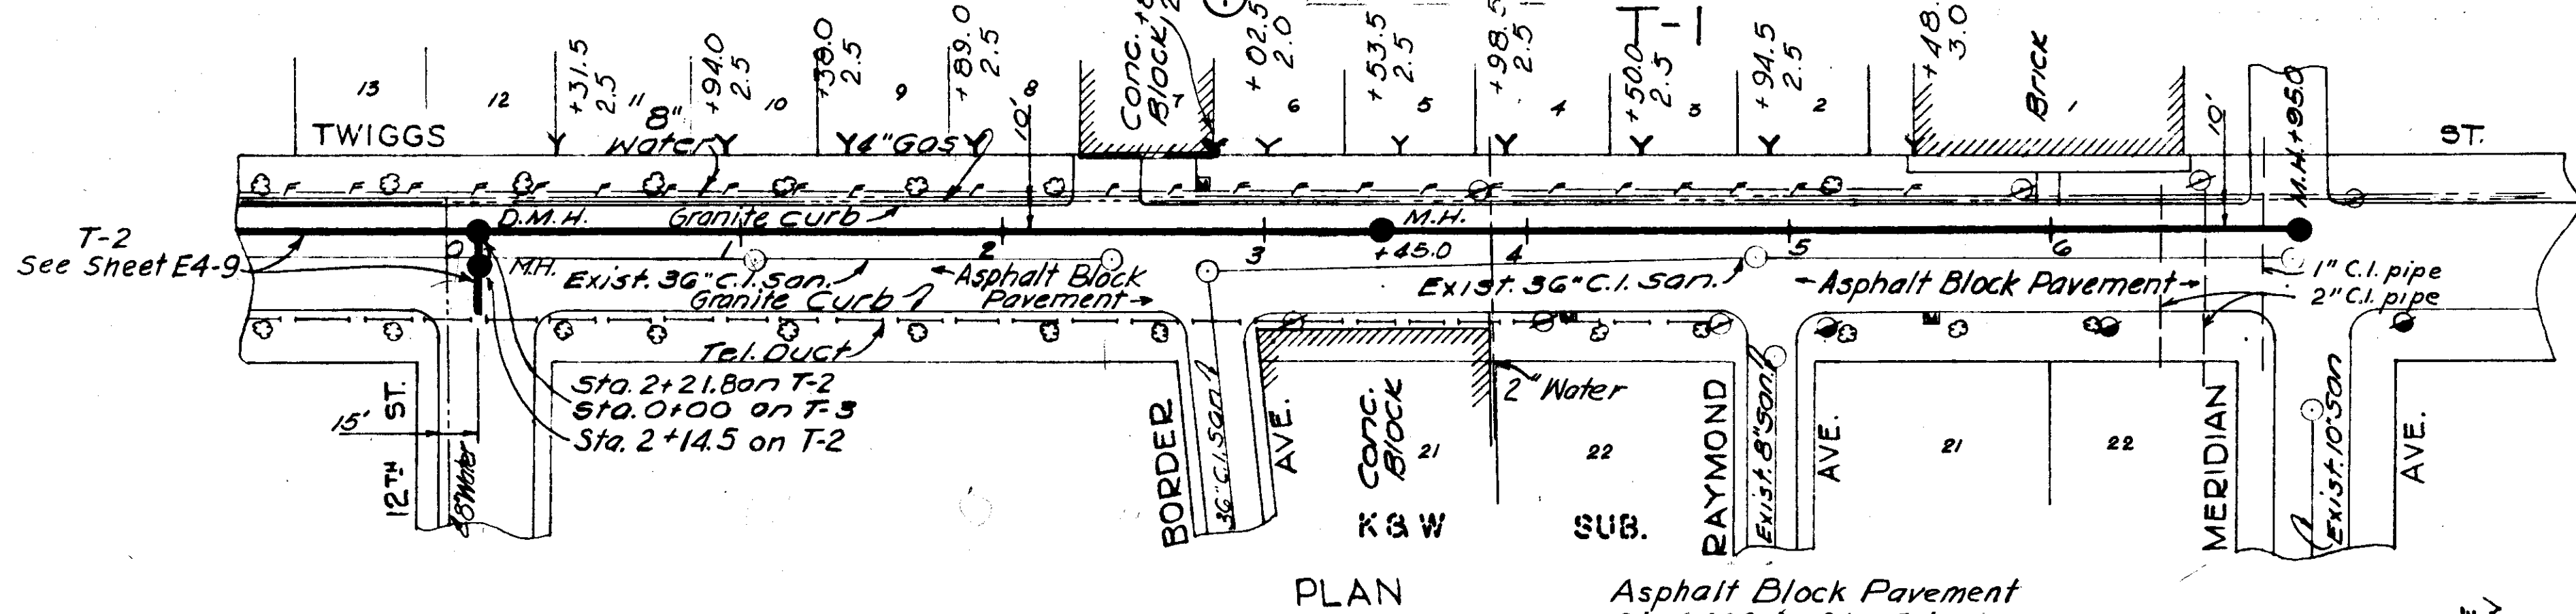 T-1
+31.5
2.5
+94.0
2.5
+38.0
2.5
+89.0
2.5
Conc.
Block
+02.5
2.0
+53.5
2.5
+98.5
2.5
+50.0
2.5
+94.5
2.5
+48.
3.0
Brick
13
12
10
9
8
7
6
5
4
3
2
1
10'
10'
M.H.+95.0
TWIGGS
ST.
8"
Water
4"Gas
D.M.H.
Granite Curb
M.H.
T-2
See Sheet E4-9
0
1
2
3
+45.0
4
5
6
M.H.
Exist. 36"C.I. San.
Asphalt Block
Pavement
Granite Curb
Exist. 36"C.I. San.
Asphalt Block Pavement
1" C.I. pipe
2" C.I. pipe
Tel. Duct
Sta. 2+21.8 on T-2
Sta. 0+00 on T-3
Sta. 2+14.5 on T-2
15'
12TH ST.
8"Water
BORDER
AVE.
36"C.I. San.
Conc.
Block
21
2" Water
22
RAYMOND
AVE.
Exist. 8"San.
21
22
MERIDIAN
AVE.
Exist. 10"San
K & W SUB.
PLAN
Asphalt Block Pavement